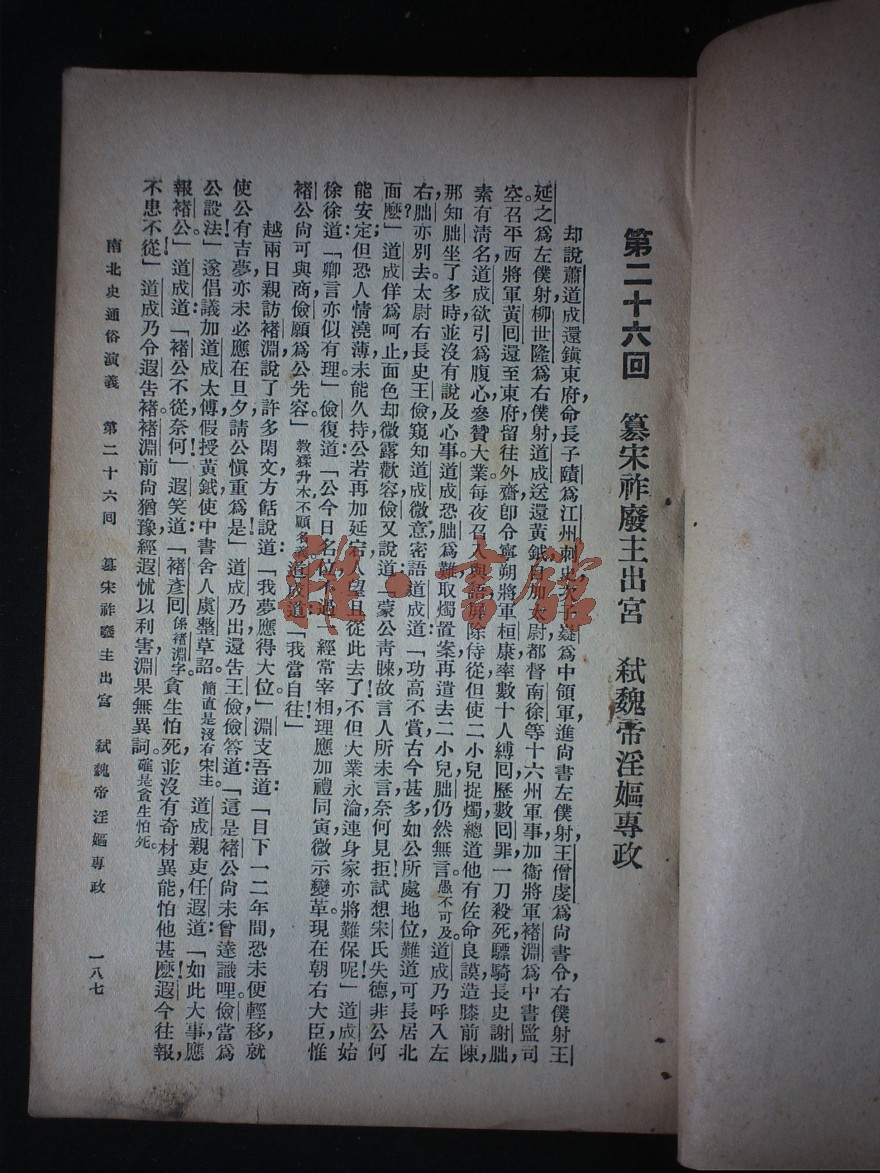 第二十六回　篡宋祚廢主出宮　弑魏帝淫嫗專政
却說蕭道成還鎭東府，命長子賾爲江州刺史，次子嶷爲中領軍，進尙書左僕射王僧虔爲尙書令，右僕射王
延之爲左僕射，柳世隆爲右僕射，道成送還黃鉞，自加太尉都督南徐等十六州軍事，加衞將軍褚淵爲中書監司
空。召平西將軍黃回還至東府，留住外齋，卽令寧朔將軍桓康率數十人縛回，歷數回罪，一刀殺死。驃騎長史謝朏，
素有淸名，道成欲引爲腹心，參贊大業，每夜召入與語，屏除侍從，但使二小兒捉燭，總道他有佐命良謨，造膝前陳，
那知朏坐了多時，並沒有說及心事。道成恐朏爲難，取燭置案，再遣去二小兒，朏仍然無言。愚不可及。道成乃呼入左
右，朏亦別去。太尉右長史王儉，窺知道成微意，密語道成道：「功高不賞，古今甚多，如公所處地位，難道可長居北
面麽？」道成佯爲呵止，面色却微露歡容，儉又說道：「蒙公靑睞，故言人所未言，奈何見拒！試想宋氏失德，非公何
能安定，但恐人情澆薄，未能久持，公若再加延宕，人望且從此去了，不但大業永淪，連身家亦將難保呢」道成始
徐徐道：「卿言亦似有理」儉復道：「公今日名位，不過一經常宰相，理應加禮同寅，微示變革。現在朝右大臣，惟
褚公尙可與商，儉願爲公先容」敎猱升木，不顧名義。道成道：「我當自往！」
越兩日親訪褚淵，說了許多閑文，方餂說道：「我夢應得大位」淵支吾道：「目下一二年間，恐未便輕移，就
使公有吉夢，亦未必應在旦夕，請公愼重爲是！」道成乃出，還吿王儉，儉答道：「這是褚公尙未曾達識哩。儉當爲
公設法！」遂倡議加道成太傅，假授黃鉞，使中書舍人虞整草詔。簡直是沒有宋主。道成親吏任遐道：「如此大事，應
報褚公」道成道：「褚公不從奈何！」遐笑道：「褚彥回係褚淵字。貪生怕死，並沒有奇材異能，怕他甚麽！遐今往報，
不患不從」道成乃令遐吿褚，褚淵前尙猶豫，經遐怵以利害，淵果無異詞。確是貪生怕死。
南北史通俗演義　第二十六回　篡宋祚廢主出宮　弑魏帝淫嫗專政　一八七
雜·書館